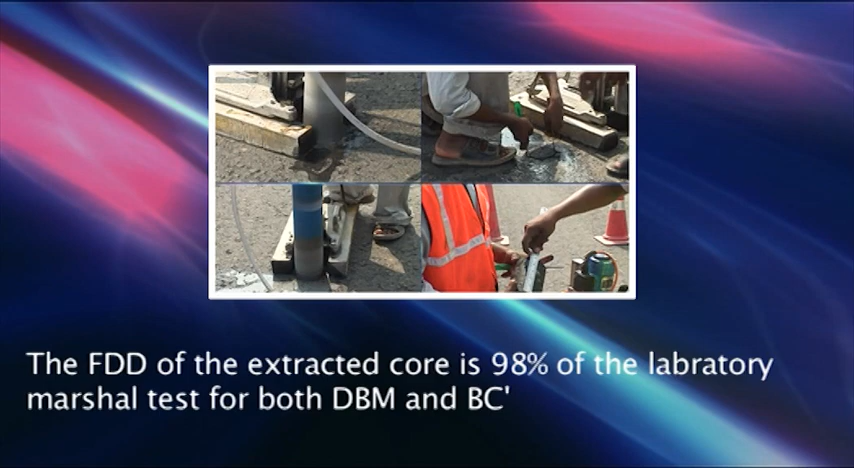 The FDD of the extracted core is 98% of the labratory
marshal test for both DBM and BC'